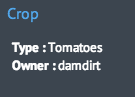 Crop
Type : Tomatoes
Owner : damdirt